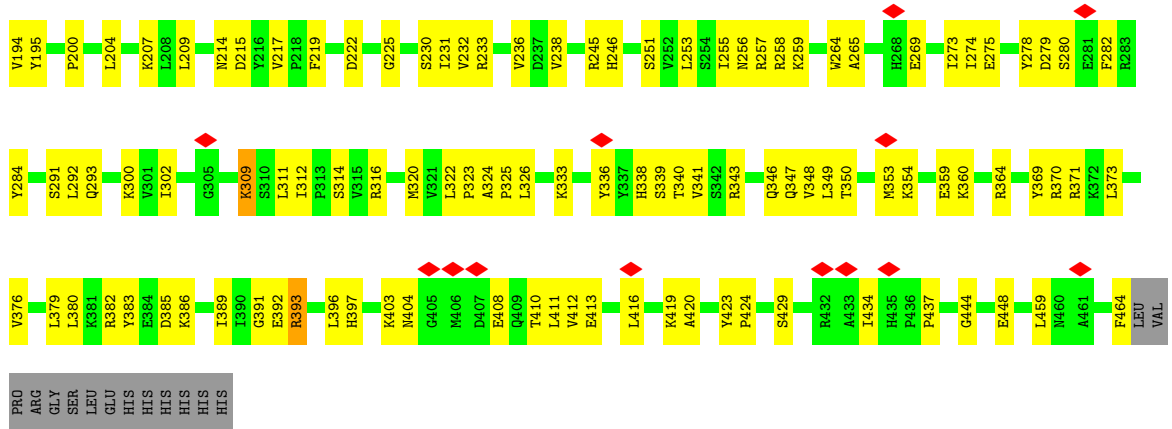 V194 Y195 P200 L204 K207 L208 L209 N214 D215 Y216 V217 P218 F219 D222 G225 S230 I231 V232 R233 V236 D237 V238 R245 H246 S251 V252 L253 S254 I255 N256 R257 R258 K259 W264 A265 H268 E269 I273 I274 E275 Y278 D279 S280 E281 F282 R283
Y284 S291 L292 Q293 K300 V301 I302 G305 K309 S310 L311 I312 P313 S314 V315 R316 M320 V321 L322 P323 A324 P325 L326 K333 Y336 Y337 H338 S339 T340 V341 S342 R343 Q346 Q347 V348 L349 T350 M353 K354 E359 K360 R364 Y369 R370 R371 K372 L373
V376 L379 L380 K381 R382 Y383 E384 D385 K386 I389 I390 G391 E392 R393 L396 H397 K403 N404 G405 M406 D407 E408 Q409 T410 L411 V412 E413 L416 K419 A420 Y423 P424 S429 R432 A433 I434 H435 P436 P437 G444 E448 L459 N460 A461 F464 LEU VAL
PRO ARG GLY SER LEU GLU HIS HIS HIS HIS HIS HIS